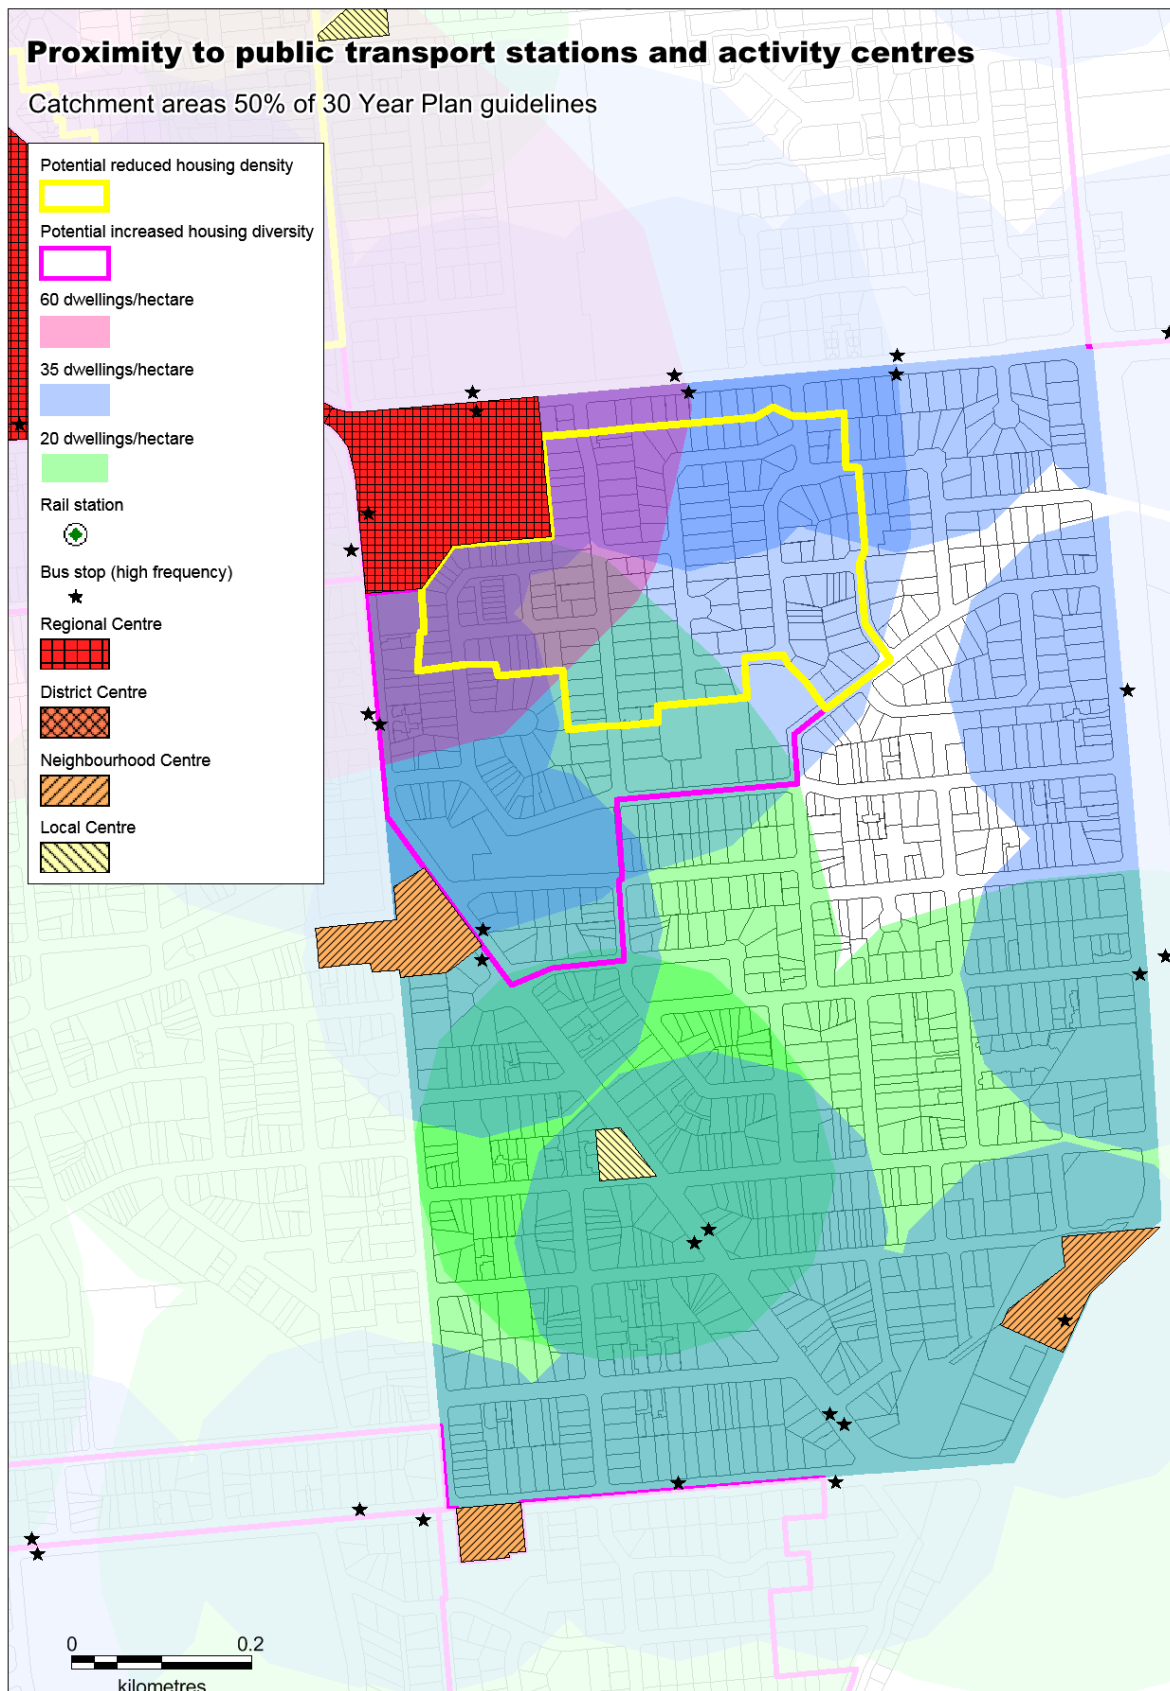 Proximity to public transport stations and activity centres
Catchment areas 50% of 30 Year Plan guidelines
Potential reduced housing density
Potential increased housing diversity
60 dwellings/hectare
35 dwellings/hectare
20 dwellings/hectare
Rail station
Bus stop (high frequency)
Regional Centre
District Centre
Neighbourhood Centre
Local Centre
0 0.2
kilometres